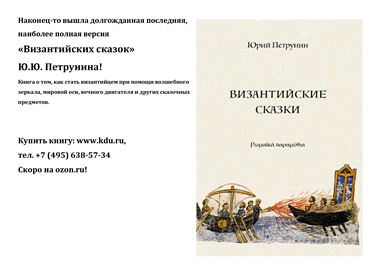 Наконец-то вышла долгожданная последняя,
наиболее полная версия
«Византийских сказок»
Ю.Ю. Петрунина!
Книга о том, как стать византийцем при помощи волшебного
зеркала, мировой оси, вечного двигателя и других сказочных
предметов.
Купить книгу: www.kdu.ru,
тел. +7 (495) 638-57-34
Скоро на ozon.ru!
Юрий Петрунин
ВИЗАНТИЙСКИЕ
СКАЗКИ